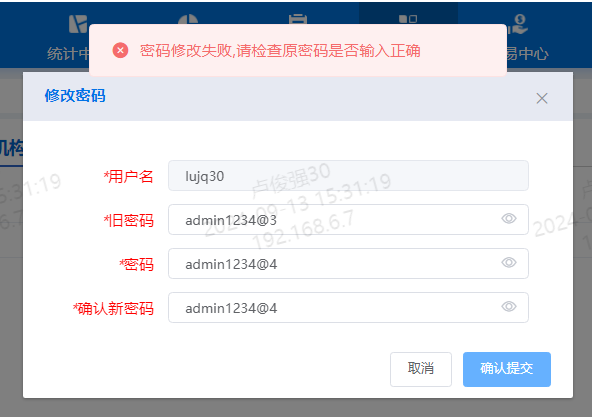 统计中
易中心
密码修改失败,请检查原密码是否输入正确
修改密码
机构
*用户名 lujq30
*旧密码 admin1234@3
*密码 admin1234@4
*确认新密码 admin1234@4
卢俊强30
2024-09-13 15:31:19
192.168.6.7
5:31:19
6.7
2024-0
取消 确认提交